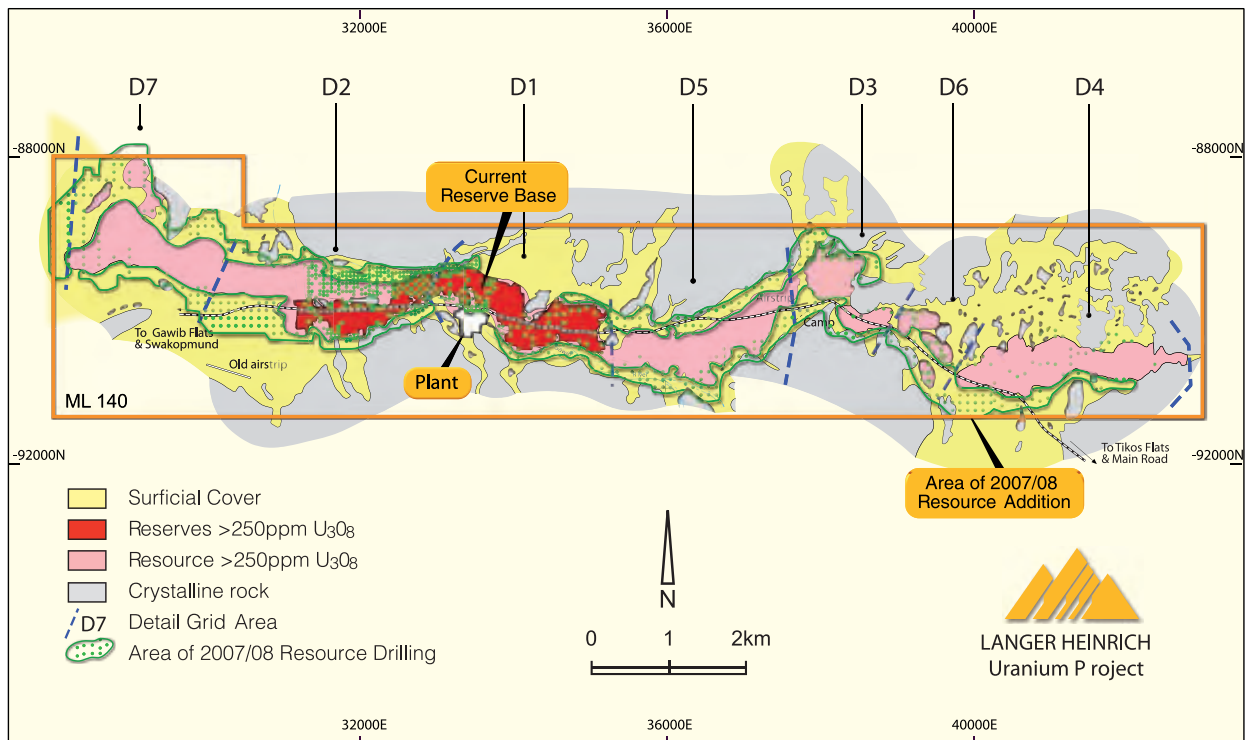 32000E
36000E
40000E
D7
D2
D1
D5
D3
D6
D4
-88000N
-88000N
Current
Reserve Base
Airstrip
Camp
To Gawib Flats
& Swakopmund
Old airstrip
Plant
ML 140
To Tikos Flats
& Main Road
-92000N
-92000N
Area of 2007/08
Resource Addition
Surficial Cover
Reserves >250ppm U3O8
Resource >250ppm U3O8
Crystalline rock
D7 Detail Grid Area
Area of 2007/08 Resource Drilling
N
0 1 2km
LANGER HEINRICH
Uranium P roject
32000E
36000E
40000E